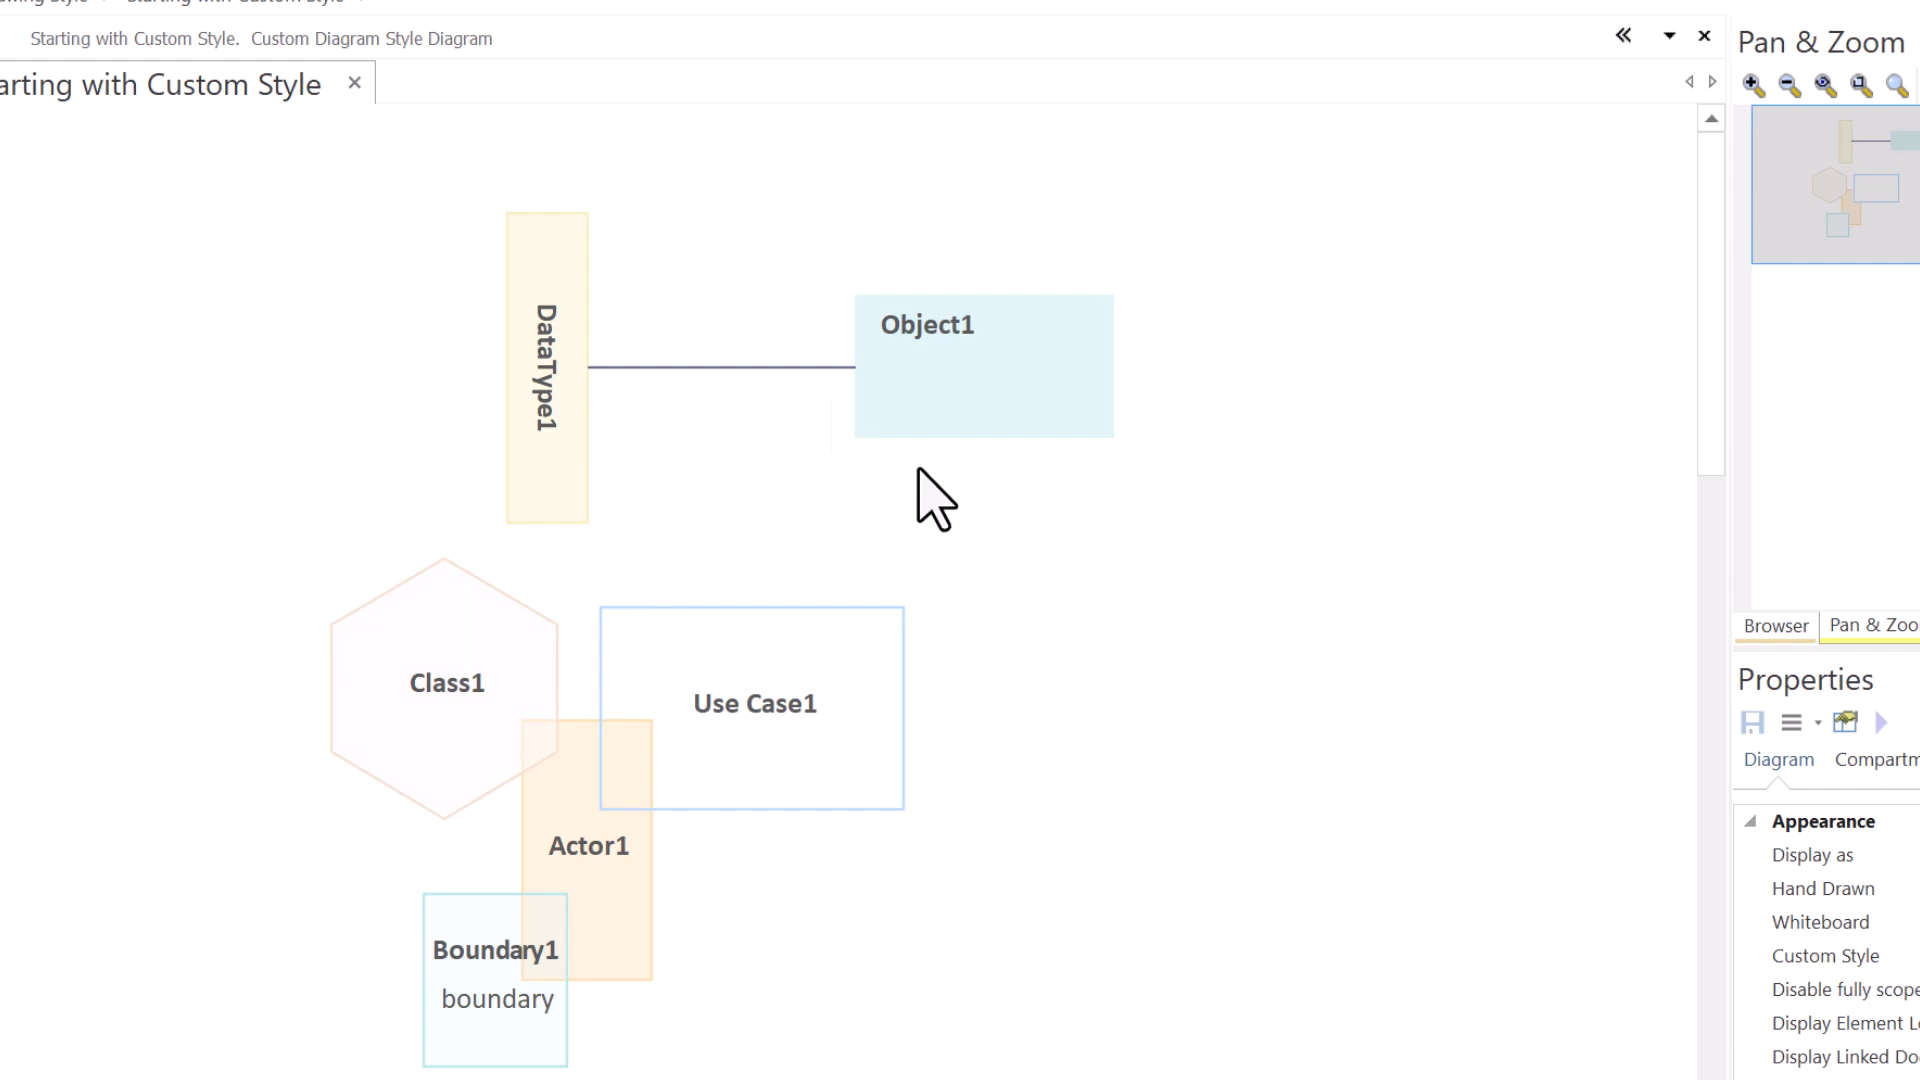 Starting with Custom Style. Custom Diagram Style Diagram
arting with Custom Style
Pan & Zoom
DataType1
Object1
Class1
Use Case1
Actor1
Boundary1
boundary
Browser
Pan & Zoo
Properties
Diagram
Compartm
Appearance
Display as
Hand Drawn
Whiteboard
Custom Style
Disable fully scope
Display Element L
Display Linked Do